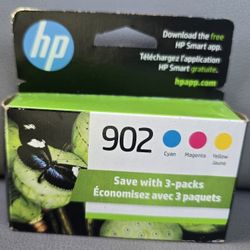 Download the free
HP Smart app.
Téléchargez l'application
HP Smart gratuite.
hpapp.com
hp
902
Cyan
Magenta
Yellow
Jaune
Save with 3-packs
Économisez avec 3 paquets